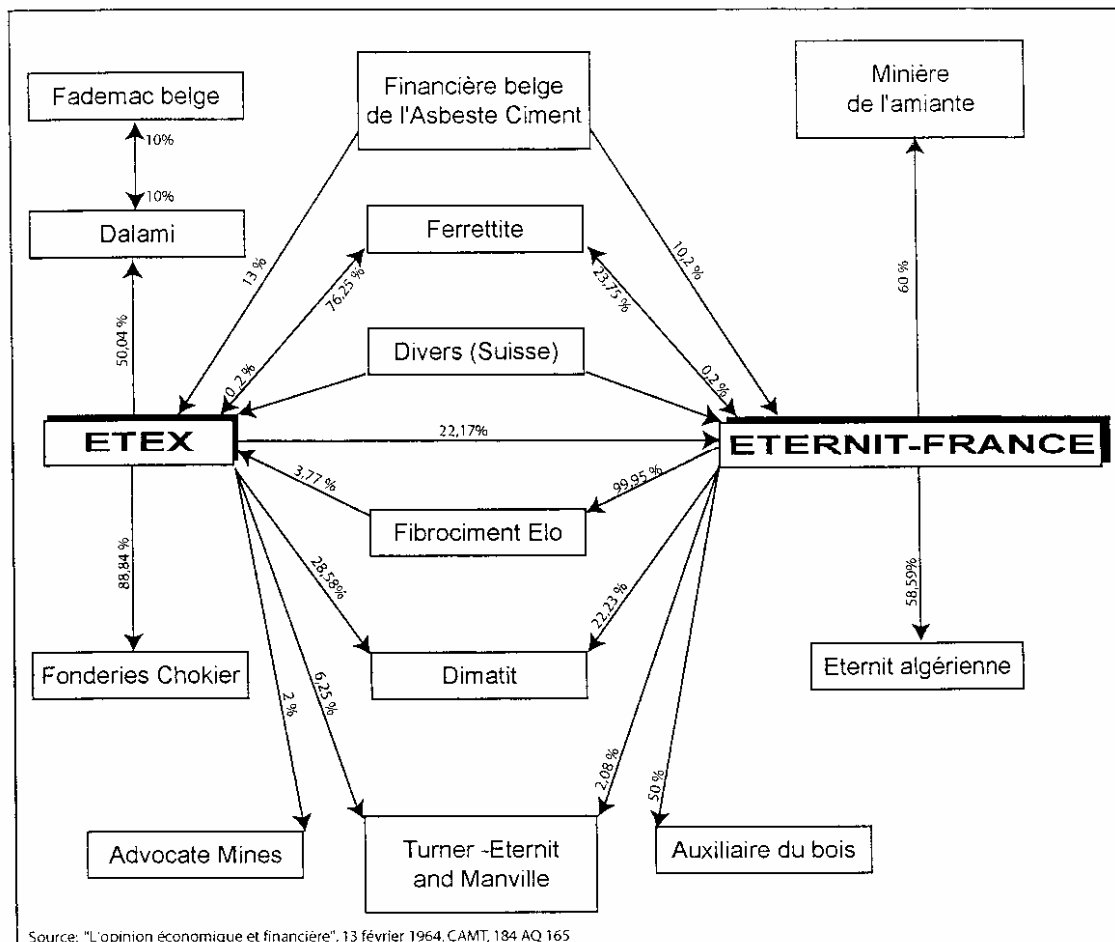 Fademac belge
Financière belge
de l'Asbeste Ciment
Minière
de l'amiante
10%
10%
Dalami
Ferrettite
13 %
76,25 %
23,75 %
10,2 %
60 %
50,04 %
Divers (Suisse)
0,2 %
0,2 %
ETEX
22,17%
ETERNIT-FRANCE
3,77 %
99,95 %
Fibrociment Elo
88,84 %
28,58%
22,23 %
58,59%
Fonderies Chokier
Dimatit
Eternit algérienne
2 %
6,25 %
2,08 %
50 %
Advocate Mines
Turner -Eternit
and Manville
Auxiliaire du bois
Source: "L'opinion économique et financière", 13 février 1964, CAMT, 184 AQ 165